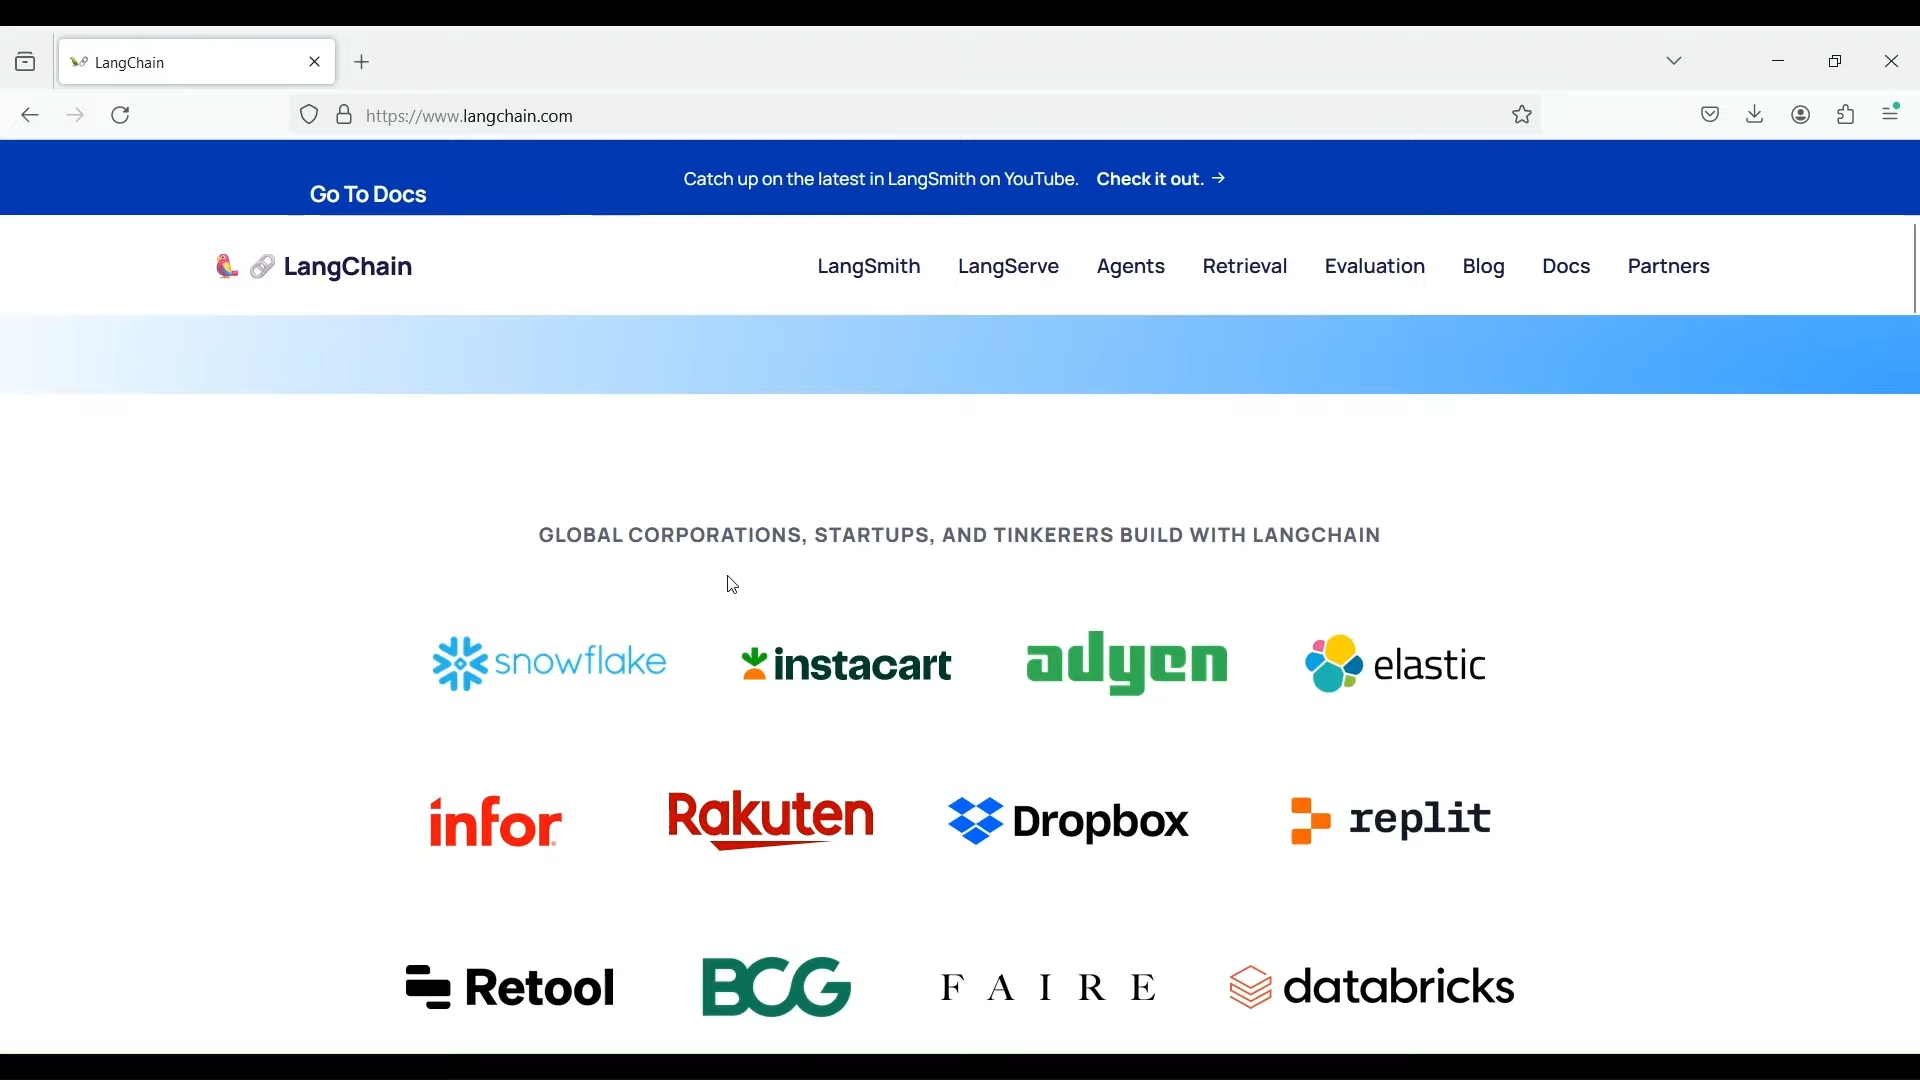 LangChain
https://www.langchain.com
Catch up on the latest in LangSmith on YouTube. Check it out. →
Go To Docs
LangChain
LangSmith LangServe Agents Retrieval Evaluation Blog Docs Partners
GLOBAL CORPORATIONS, STARTUPS, AND TINKERERS BUILD WITH LANGCHAIN
snowflake instacart adyen elastic
infor Rakuten Dropbox replit
Retool BCG FAIRE databricks